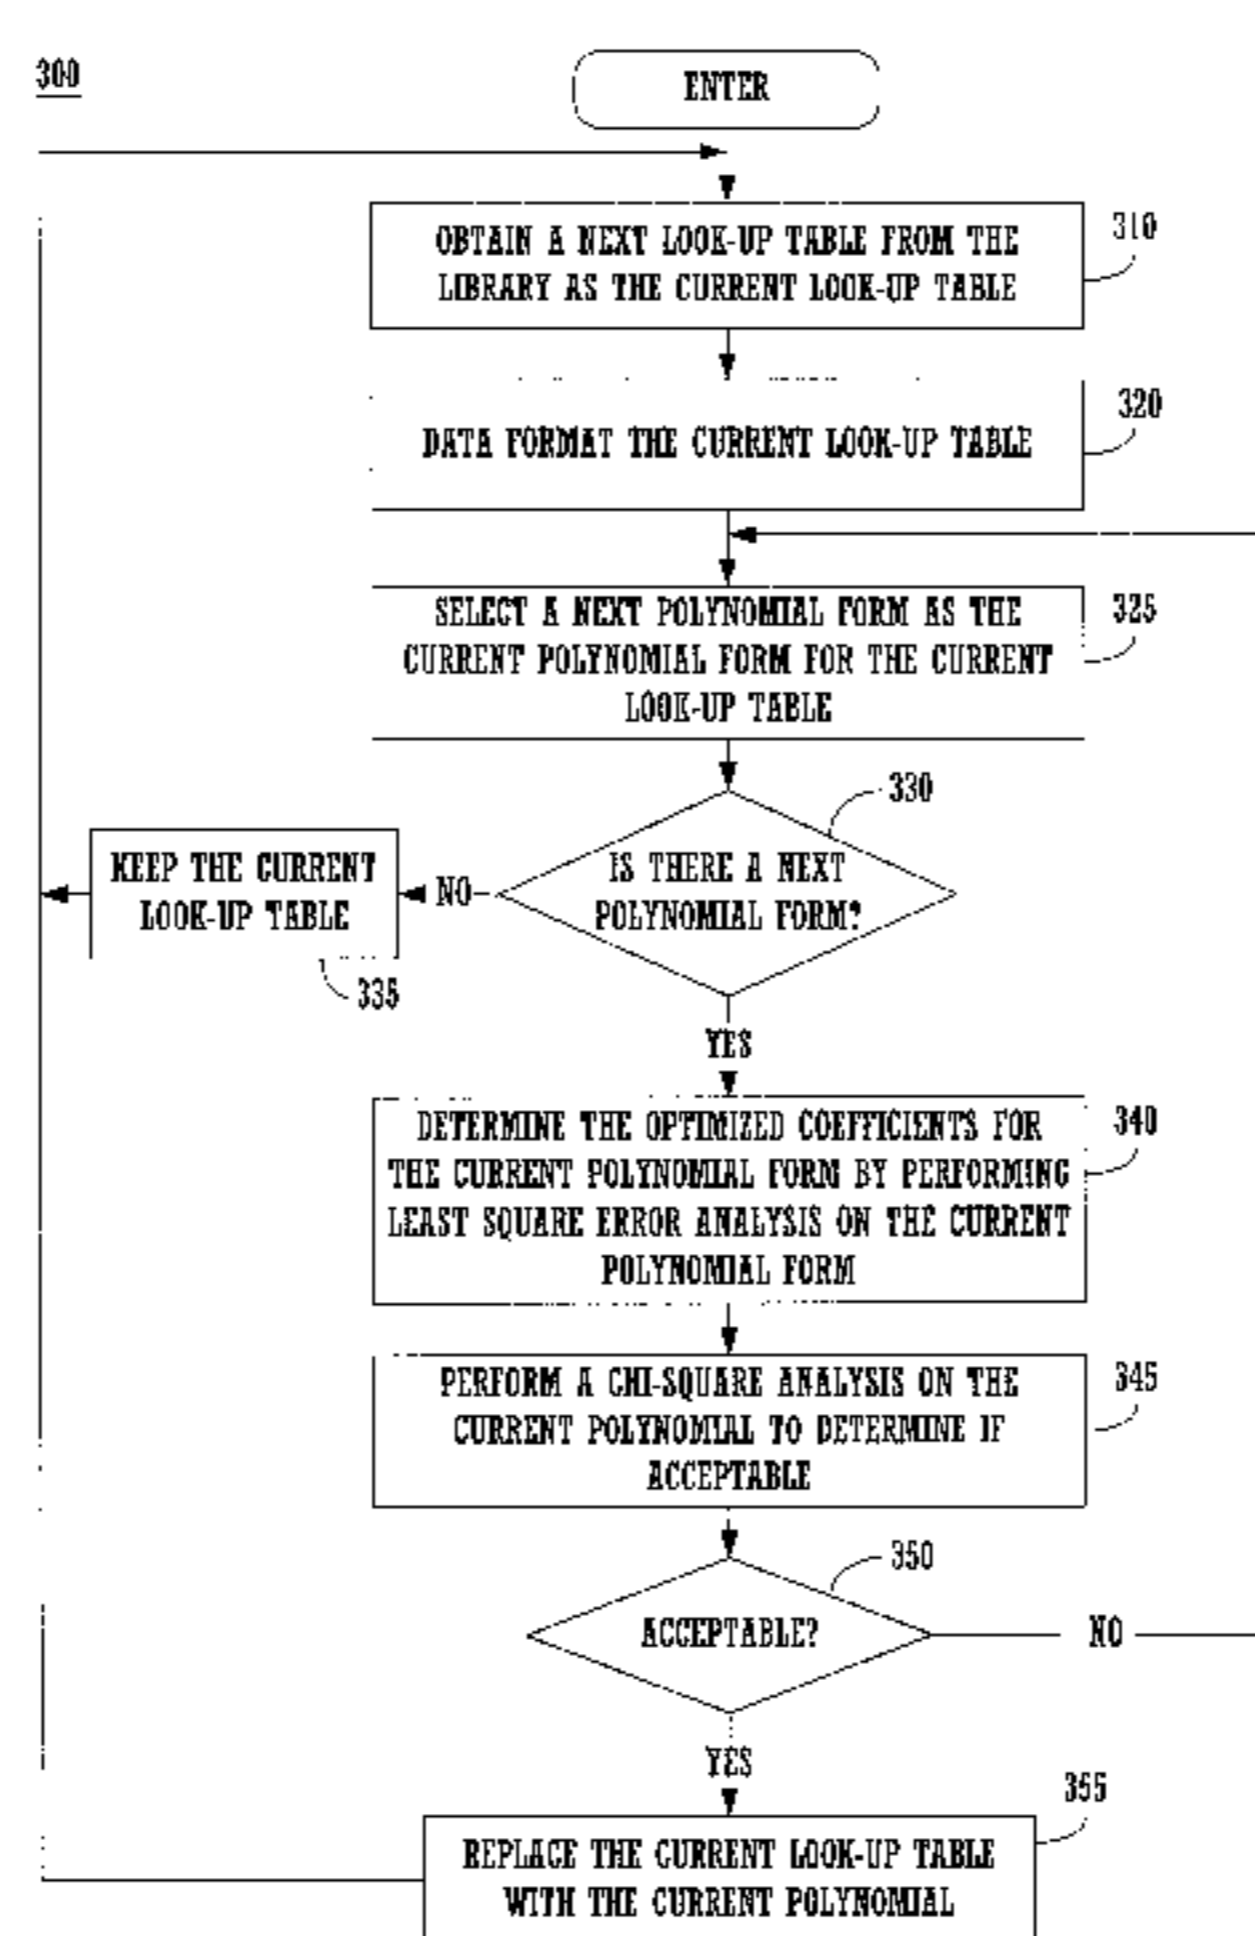 300
ENTER
OBTAIN A NEXT LOOK-UP TABLE FROM THE
LIBRARY AS THE CURRENT LOOK-UP TABLE
310
DATA FORMAT THE CURRENT LOOK-UP TABLE
320
SELECT A NEXT POLYNOMIAL FORM AS THE
CURRENT POLYNOMIAL FORM FOR THE CURRENT
LOOK-UP TABLE
325
330
IS THERE A NEXT
POLYNOMIAL FORM?
NO
KEEP THE CURRENT
LOOK-UP TABLE
335
YES
DETERMINE THE OPTIMIZED COEFFICIENTS FOR
THE CURRENT POLYNOMIAL FORM BY PERFORMING
LEAST SQUARE ERROR ANALYSIS ON THE CURRENT
POLYNOMIAL FORM
340
PERFORM A CHI-SQUARE ANALYSIS ON THE
CURRENT POLYNOMIAL TO DETERMINE IF
ACCEPTABLE
345
350
ACCEPTABLE?
NO
YES
355
REPLACE THE CURRENT LOOK-UP TABLE
WITH THE CURRENT POLYNOMIAL